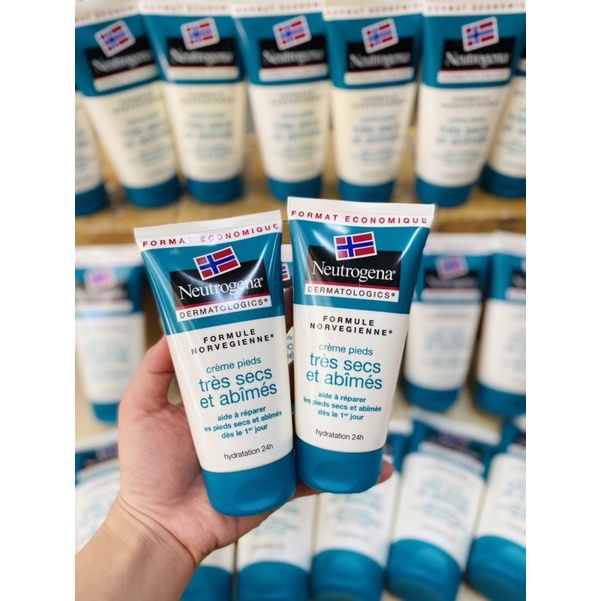 FORMAT ECONOMIQUE
Neutrogena®
DERMATOLOGICS®
FORMULE
NORVEGIENNE®
crème pieds
très secs
et abîmés
aide à réparer
les pieds secs et abîmés
dès le 1er jour
hydratation 24h
FORMAT ECONOMIQUE
Neutrogena®
DERMATOLOGICS®
FORMULE
NORVEGIENNE®
crème pieds
très secs
et abîmés
aide à réparer
les pieds secs et abîmés
dès le 1er jour
hydratation 24h